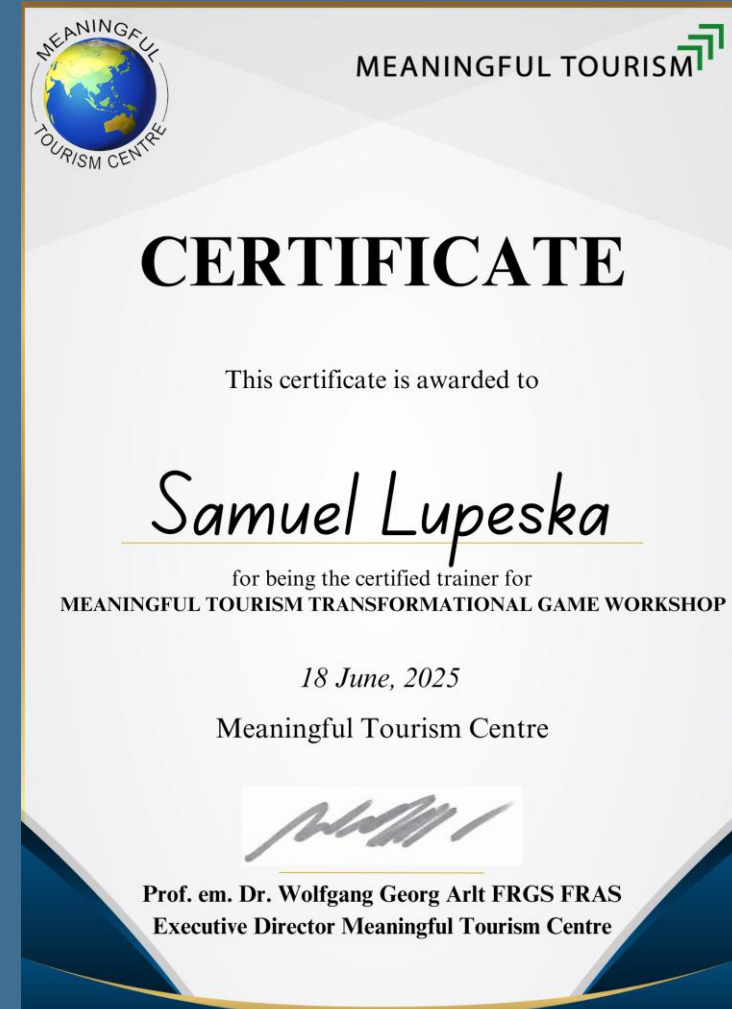 MEANINGFUL
TOURISM CENTRE
MEANINGFUL TOURISM
CERTIFICATE
This certificate is awarded to
Samuel Lupeska
for being the certified trainer for
MEANINGFUL TOURISM TRANSFORMATIONAL GAME WORKSHOP
18 June, 2025
Meaningful Tourism Centre
Prof. em. Dr. Wolfgang Georg Arlt FRGS FRAS
Executive Director Meaningful Tourism Centre